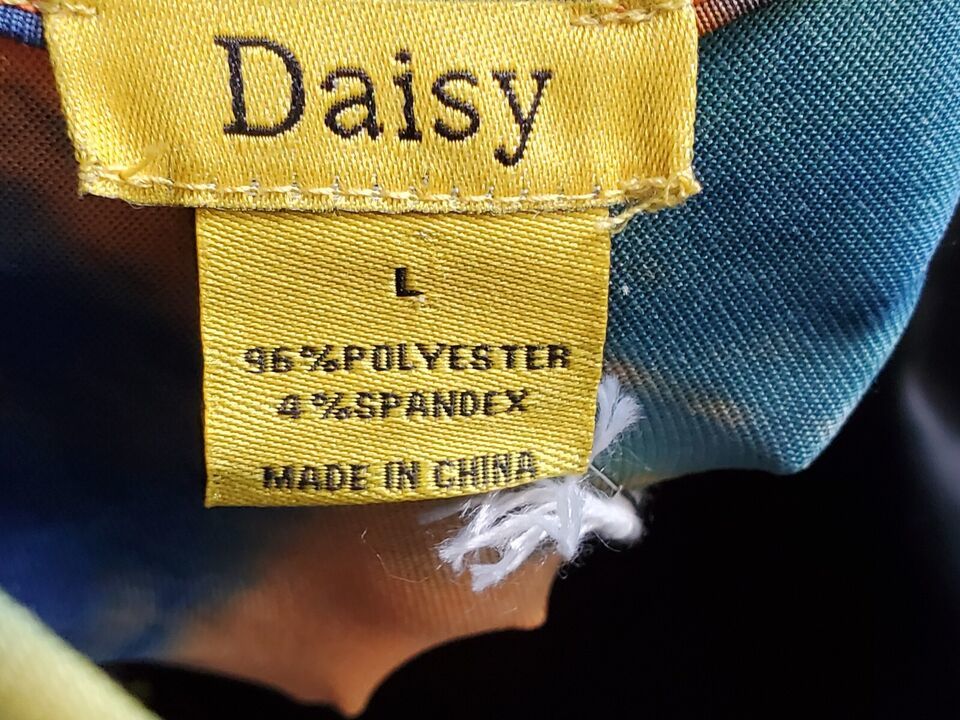 Daisy
L
96%POLYESTER
4%SPANDEX
MADE IN CHINA